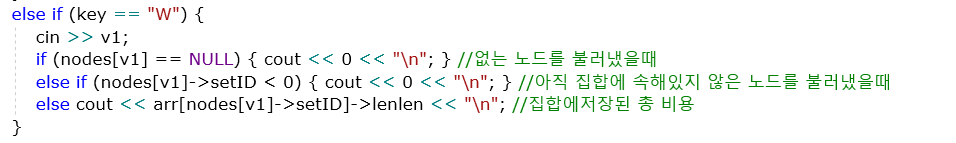 else if (key == "W") {
cin >> v1;
if (nodes[v1] == NULL) { cout << 0 << "\n"; } //없는 노드를 불러냈을때
else if (nodes[v1]->setID < 0) { cout << 0 << "\n"; } //아직 집합에 속해있지 않은 노드를 불러냈을때
else cout << arr[nodes[v1]->setID]->lenlen << "\n"; //집합에저장된 총 비용
}